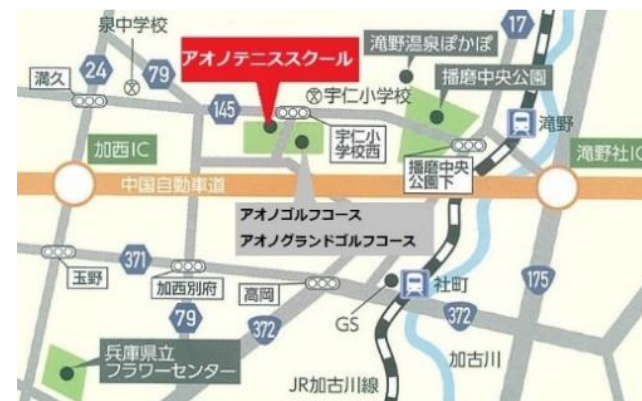 泉中学校
アオノテニススクール
滝野温泉ぽかぽ
17
満久
24
79
145
宇仁小学校
播磨中央公園
滝野
加西IC
宇仁小
学校西
播磨中央
公園下
滝野社IC
中国自動車道
アオノゴルフコース
アオノグランドゴルフコース
371
玉野
加西別府
高岡
社町
175
79
372
GS
372
兵庫県立
フラワーセンター
加古川
JR加古川線